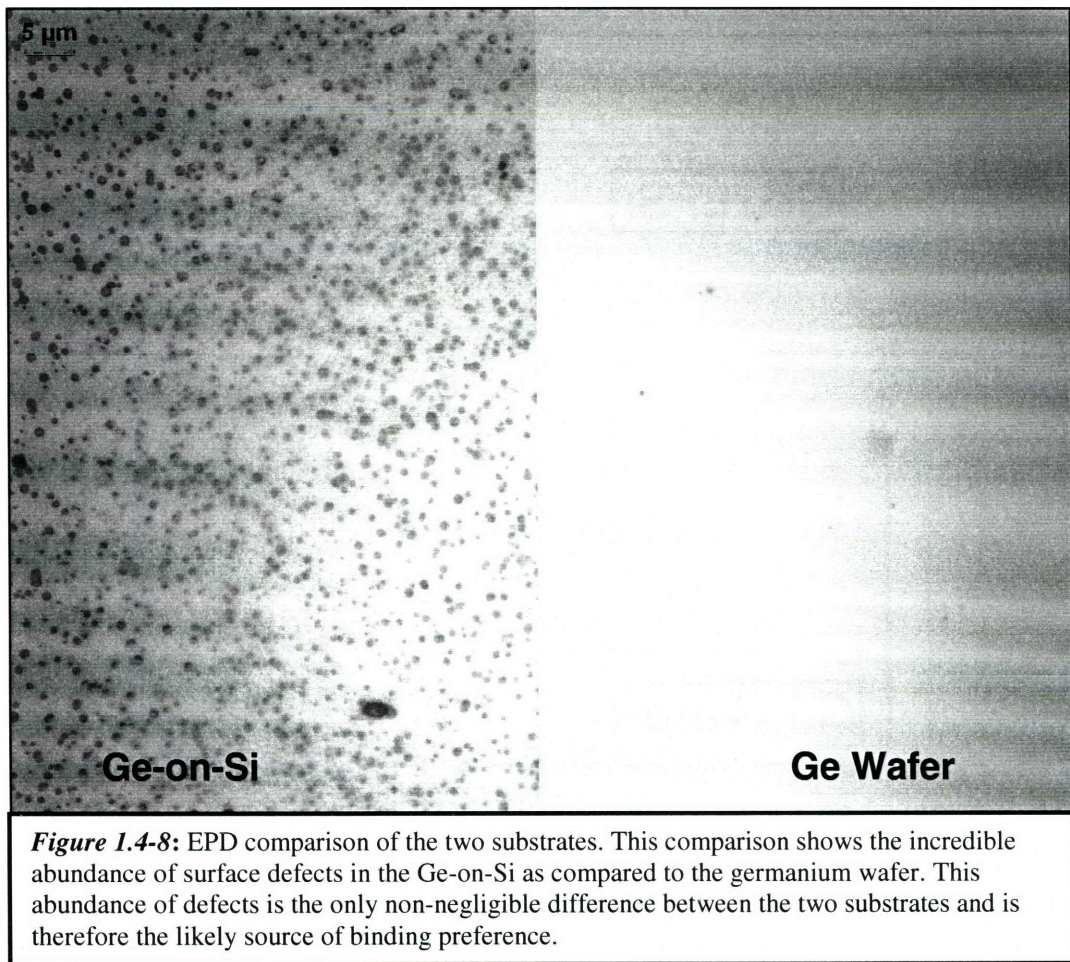 5 µm
Ge-on-Si
Ge Wafer
Figure 1.4-8: EPD comparison of the two substrates. This comparison shows the incredible
abundance of surface defects in the Ge-on-Si as compared to the germanium wafer. This
abundance of defects is the only non-negligible difference between the two substrates and is
therefore the likely source of binding preference.